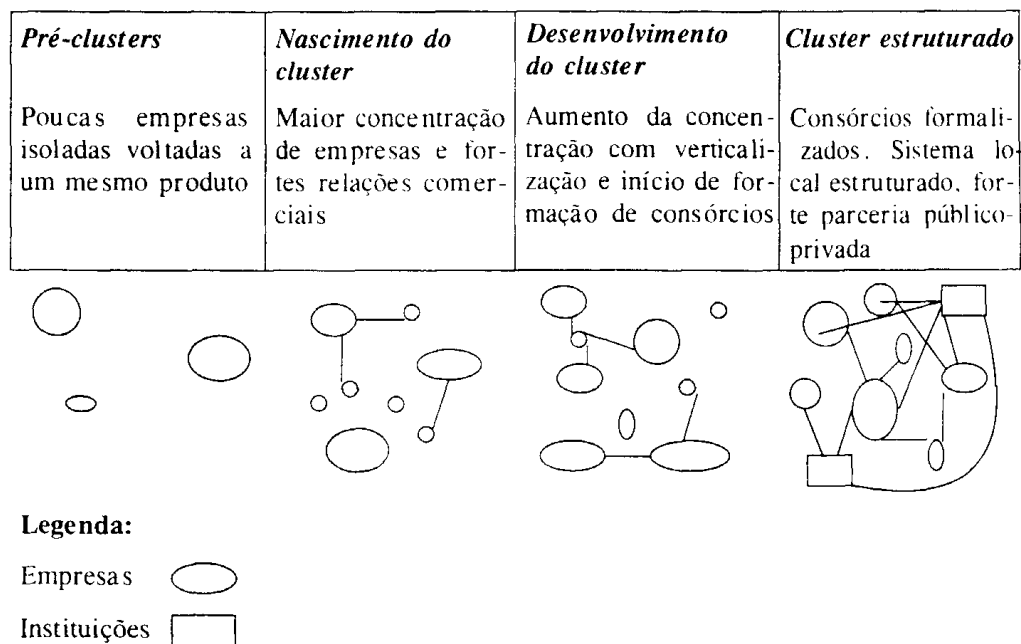 Pré-clusters
Poucas empresas
isoladas voltadas a
um mesmo produto
Nascimento do
cluster
Maior concentração
de empresas e for-
tes relações comer-
ciais
Desenvolvimento
do cluster
Aumento da concen-
tração com verticali-
zação e início de for-
mação de consórcios
Cluster estruturado
Consórcios formali-
zados. Sistema lo-
cal estruturado, for-
te parceria público-
privada
Legenda:
Empresas
Instituições